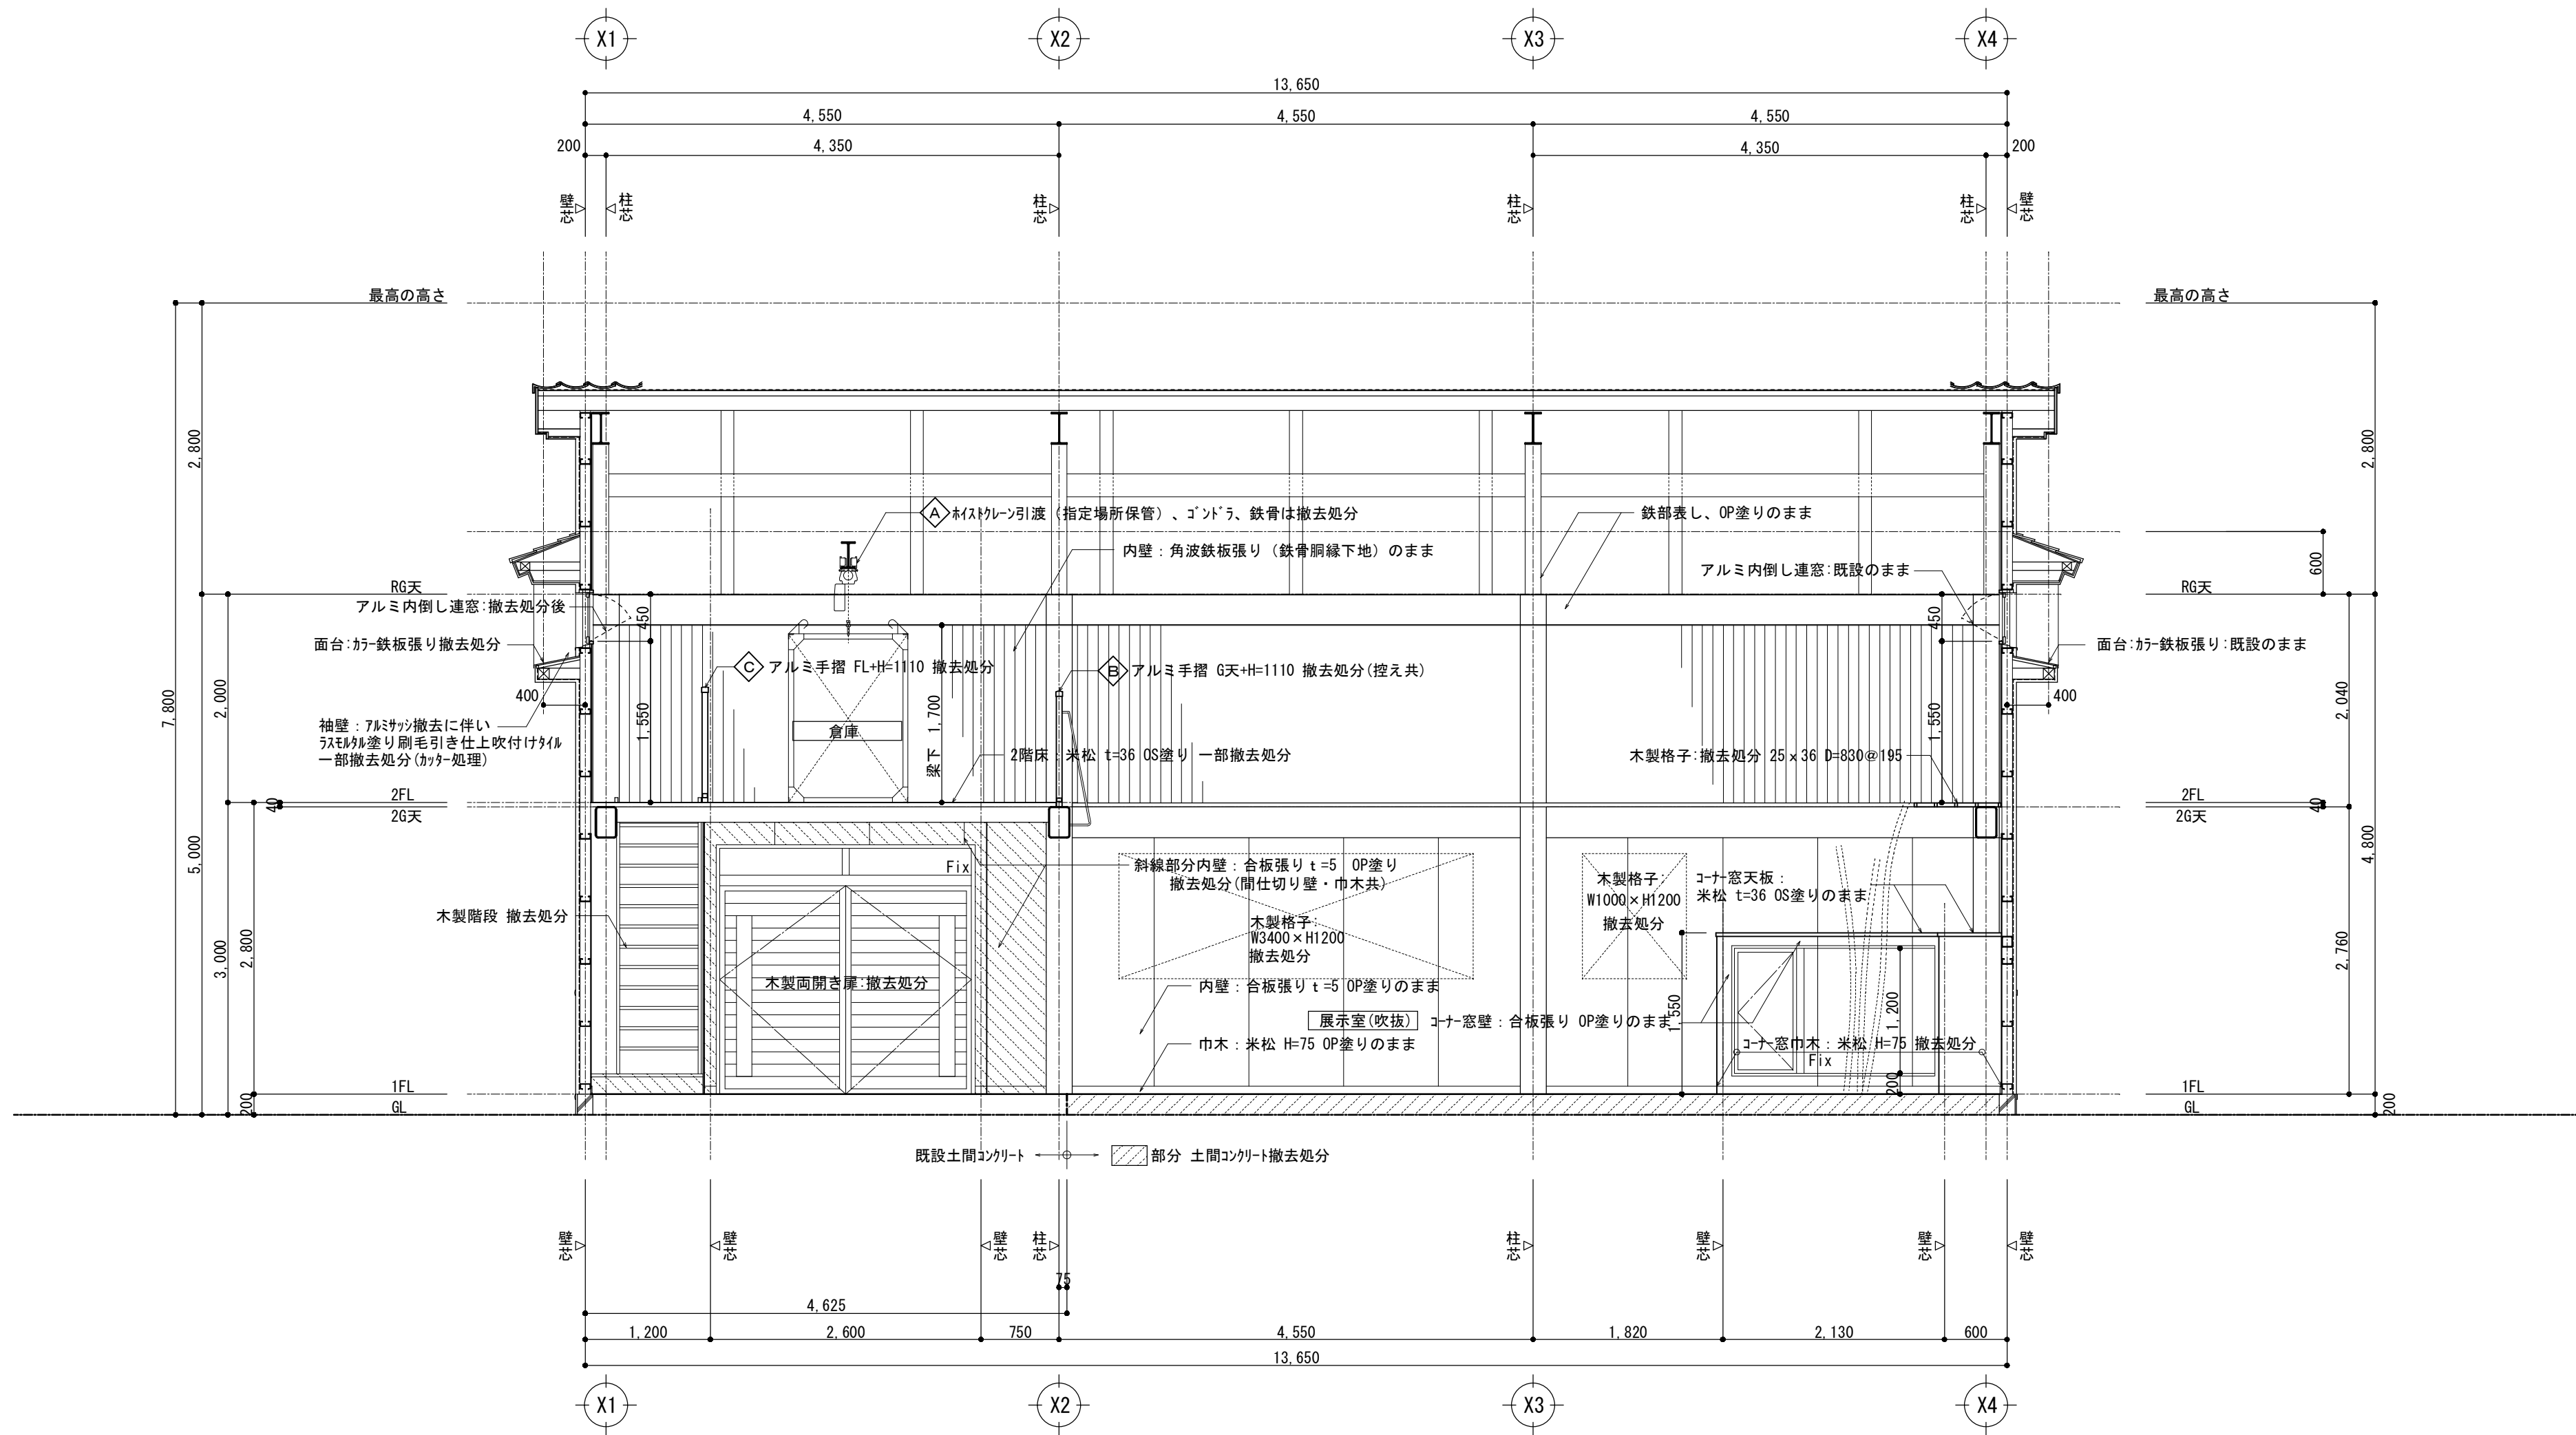 X1 X2 X3 X4
13,650
4,550 4,550 4,550
200 4,350 4,350 200
壁芯 柱芯 柱芯 柱芯 柱芯 壁芯
最高の高さ 最高の高さ
2,800 2,800
A ﾎｲｽﾄｸﾚｰﾝ引渡（指定場所保管）、ｺﾞﾝﾄﾞﾗ、鉄骨は撤去処分
鉄部表し、OP塗りのまま
内壁：角波鉄板張り（鉄骨胴縁下地）のまま
アルミ内倒し連窓:既設のまま
600
RG天 RG天
アルミ内倒し連窓:撤去処分後
450 450
面台:ｶﾗｰ鉄板張り撤去処分
面台:ｶﾗｰ鉄板張り:既設のまま
C アルミ手摺 FL+H=1110 撤去処分
B アルミ手摺 G天+H=1110 撤去処分(控え共)
400 400
7,800
2,000
1,550
梁下 1,700
1,550
2,040
袖壁：ｱﾙﾐｻｯｼ撤去に伴い
ﾗｽﾓﾙﾀﾙ塗り刷毛引き仕上吹付けﾀｲﾙ
一部撤去処分(ｶｯﾀｰ処理)
倉庫
2階床：米松 t=36 OS塗り 一部撤去処分
木製格子:撤去処分 25ｘ36 D=830@195
2FL 2FL
40 40
2G天 2G天
5,000
4,800
Fix
斜線部分内壁：合板張りｔ=5 OP塗り
撤去処分(間仕切り壁・巾木共)
木製格子:
W1000×H1200
撤去処分
ｺｰﾅｰ窓天板：
米松 t=36 OS塗りのまま
木製階段 撤去処分
木製格子:
W3400×H1200
撤去処分
3,000
2,800
2,760
木製両開き扉:撤去処分
内壁：合板張りｔ=5 OP塗りのまま
1,550
1,200
展示室(吹抜)
ｺｰﾅｰ窓壁：合板張り OP塗りのまま
巾木：米松 H=75 OP塗りのまま
ｺｰﾅｰ窓巾木：米松 H=75 撤去処分
Fix
200
1FL 1FL
200 200
GL GL
既設土間ｺﾝｸﾘｰﾄ
部分 土間ｺﾝｸﾘｰﾄ撤去処分
壁芯 壁芯 壁芯 柱芯 柱芯 壁芯 壁芯 壁芯
75
4,625
1,200 2,600 750 4,550 1,820 2,130 600
13,650
X1 X2 X3 X4